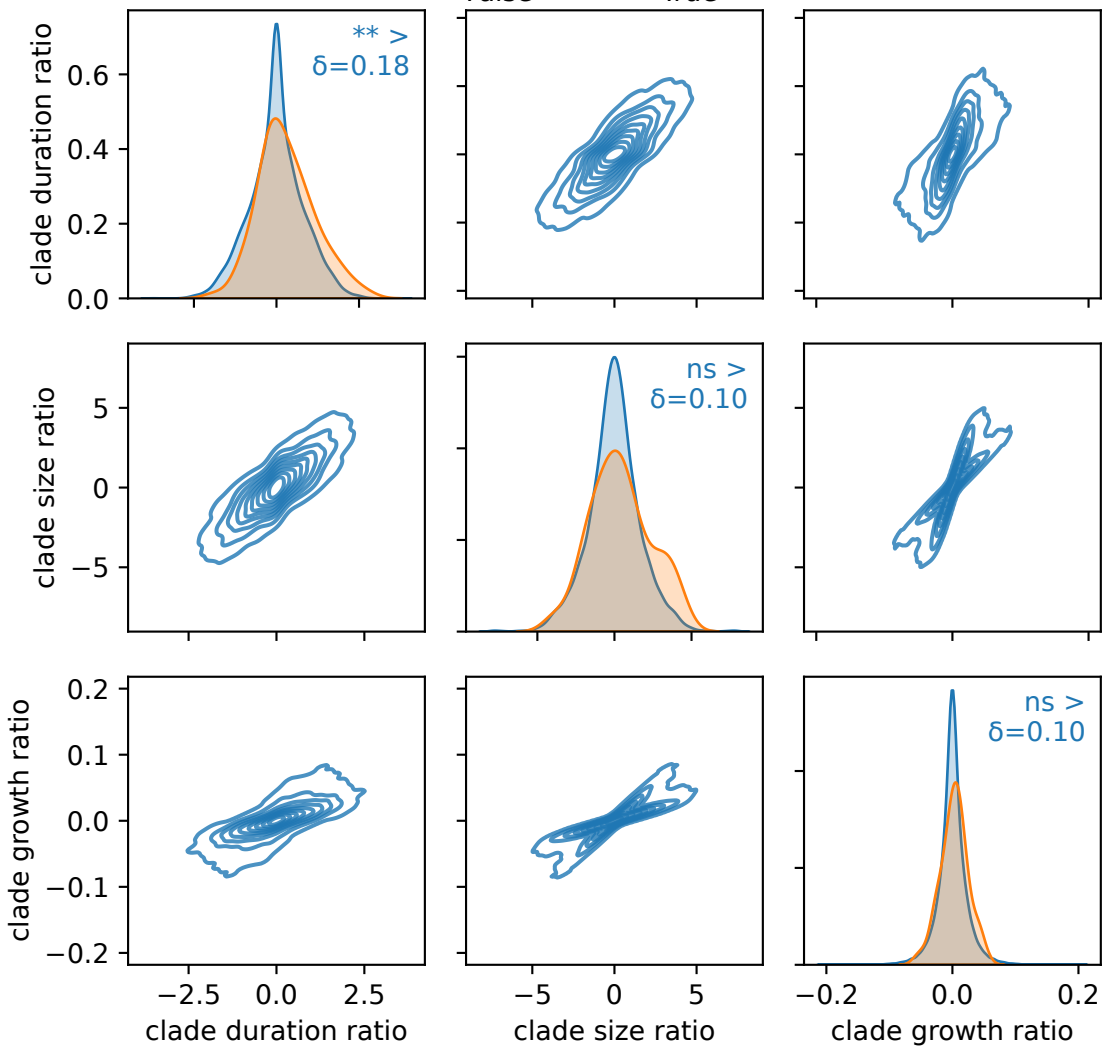 clade duration ratio
0.6
0.4
0.2
0.0
** >
δ=0.18
clade size ratio
5
0
−5
ns >
δ=0.10
clade growth ratio
0.2
0.1
0.0
−0.1
−0.2
ns >
δ=0.10
−2.5 0.0 2.5
−5 0 5
−0.2 0.0 0.2
clade duration ratio
clade size ratio
clade growth ratio